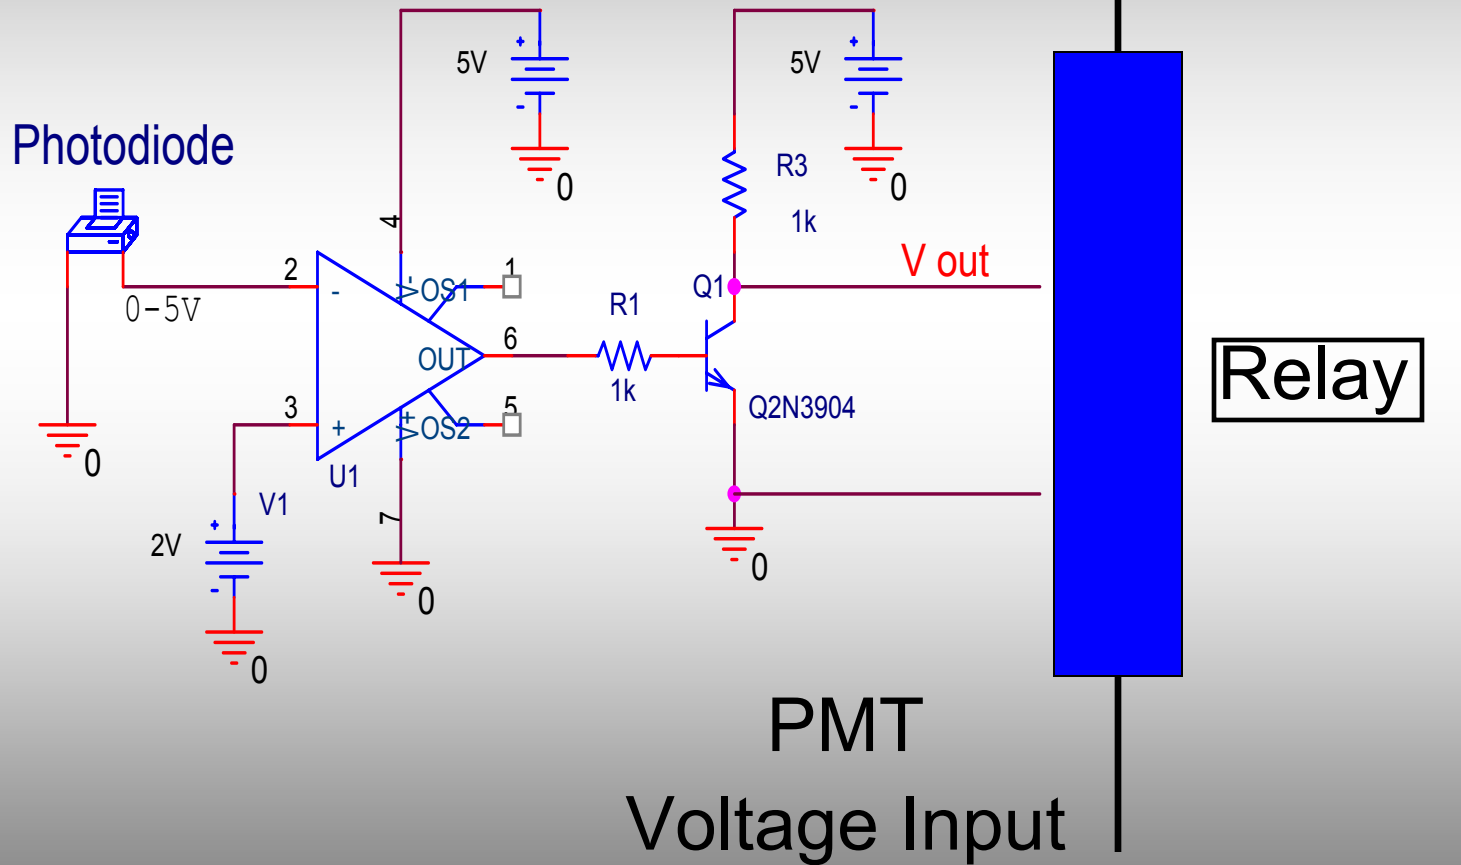 5V
5V
Photodiode
0
0
R3
1k
4
V out
2
1
Q1
-
V-
OS1
0-5V
R1
6
OUT
1k
Relay
3
5
Q2N3904
+
V+
OS2
0
U1
V1
7
2V
0
0
0
PMT
Voltage Input